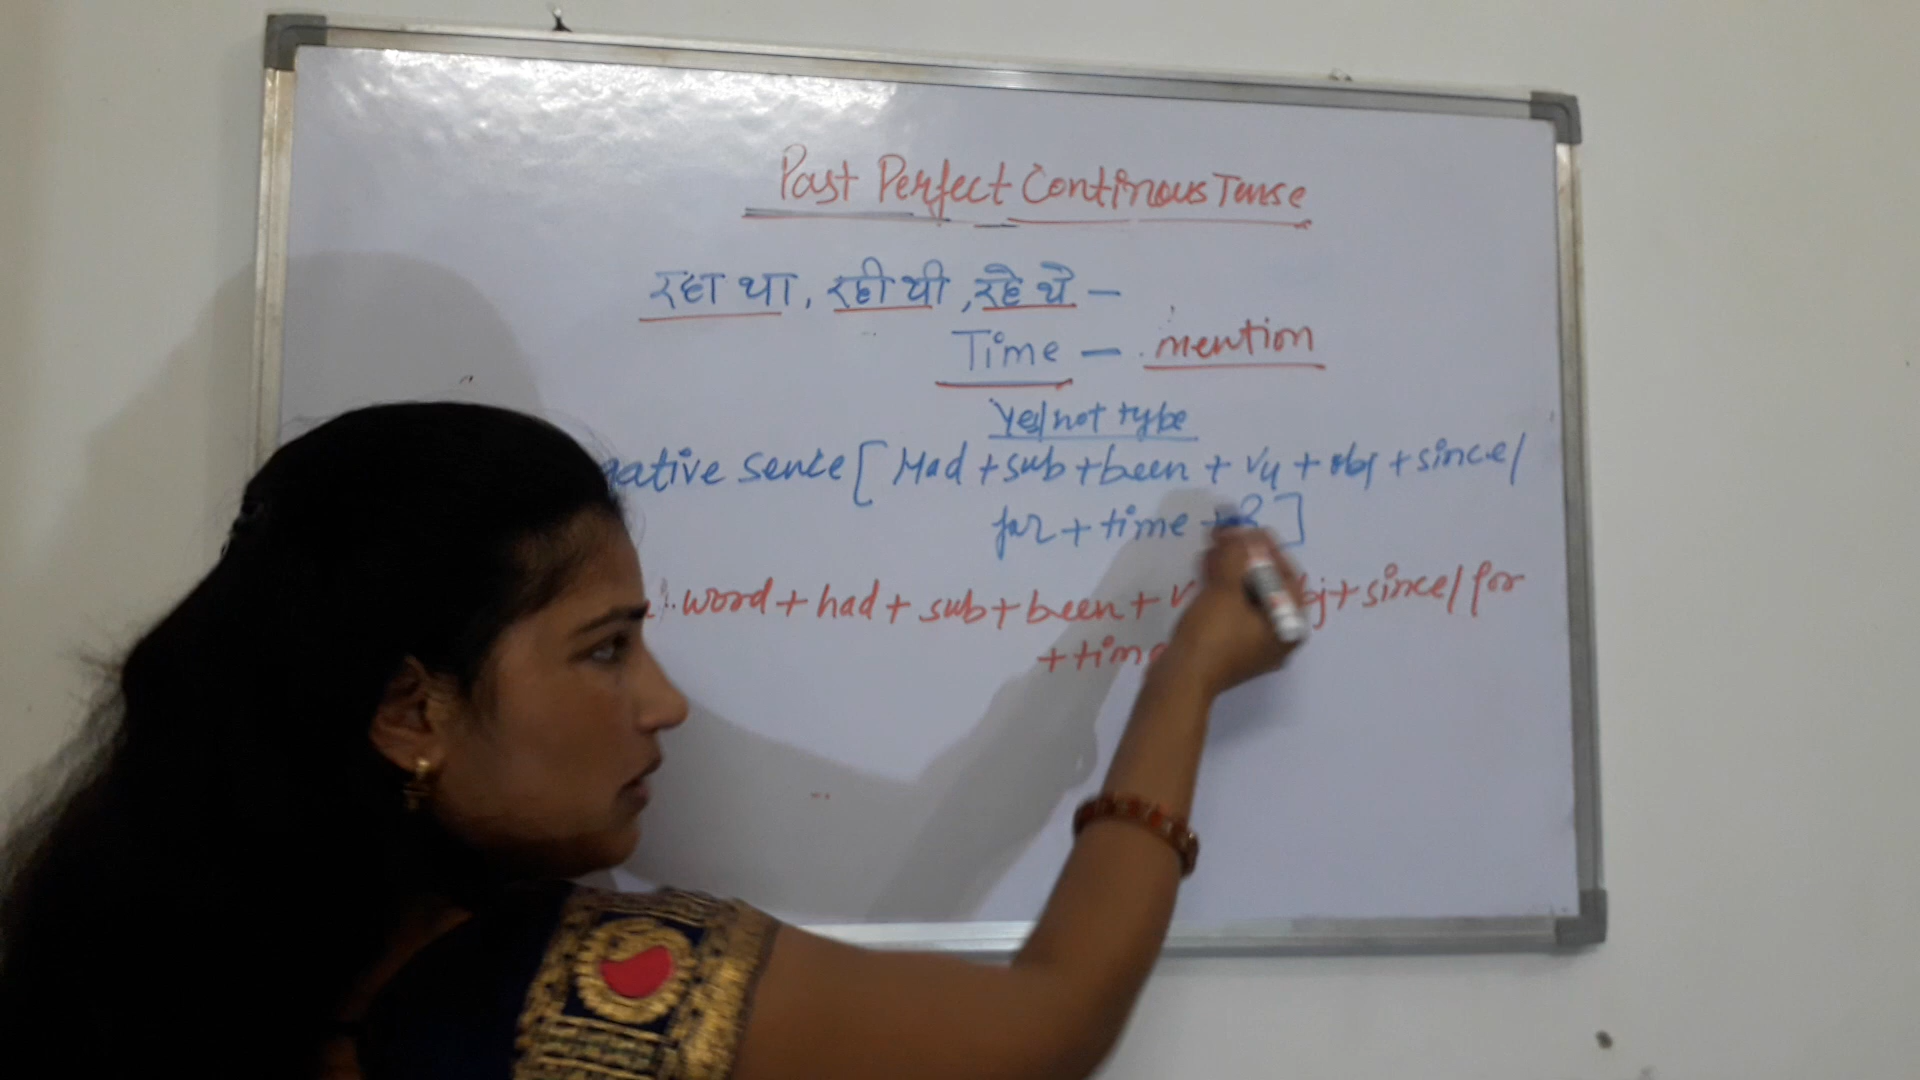 Past Perfect Continous Tense
रहा था, रही थी, रहे थे –
Time – mention
Yes/not type
gative sence [ Had + sub + been + V4 + obj + since/
for + time + ? ]
word + had + sub + been + V obj + since/for
+ time